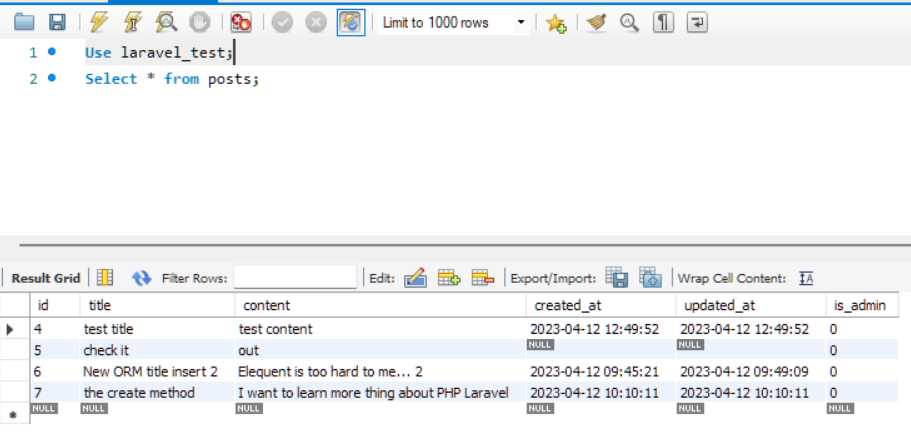 Limit to 1000 rows
1 Use laravel_test;
2 Select * from posts;
Result Grid Filter Rows: Edit: Export/Import: Wrap Cell Content: IA
id title content created_at updated_at is_admin
4 test title test content 2023-04-12 12:49:52 2023-04-12 12:49:52 0
5 check it out NULL NULL 0
6 New ORM title insert 2 Elequent is too hard to me... 2 2023-04-12 09:45:21 2023-04-12 09:49:09 0
7 the create method I want to learn more thing about PHP Laravel 2023-04-12 10:10:11 2023-04-12 10:10:11 0
NULL NULL NULL NULL NULL NULL